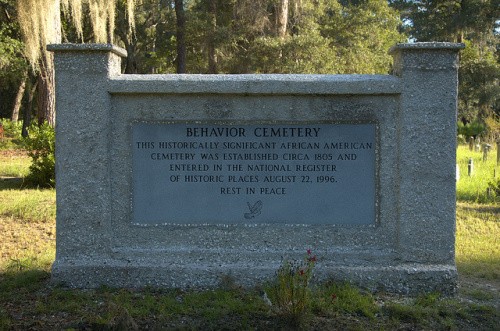 BEHAVIOR CEMETERY
THIS HISTORICALLY SIGNIFICANT AFRICAN AMERICAN
CEMETERY WAS ESTABLISHED CIRCA 1805 AND
ENTERED IN THE NATIONAL REGISTER
OF HISTORIC PLACES AUGUST 22, 1996.
REST IN PEACE